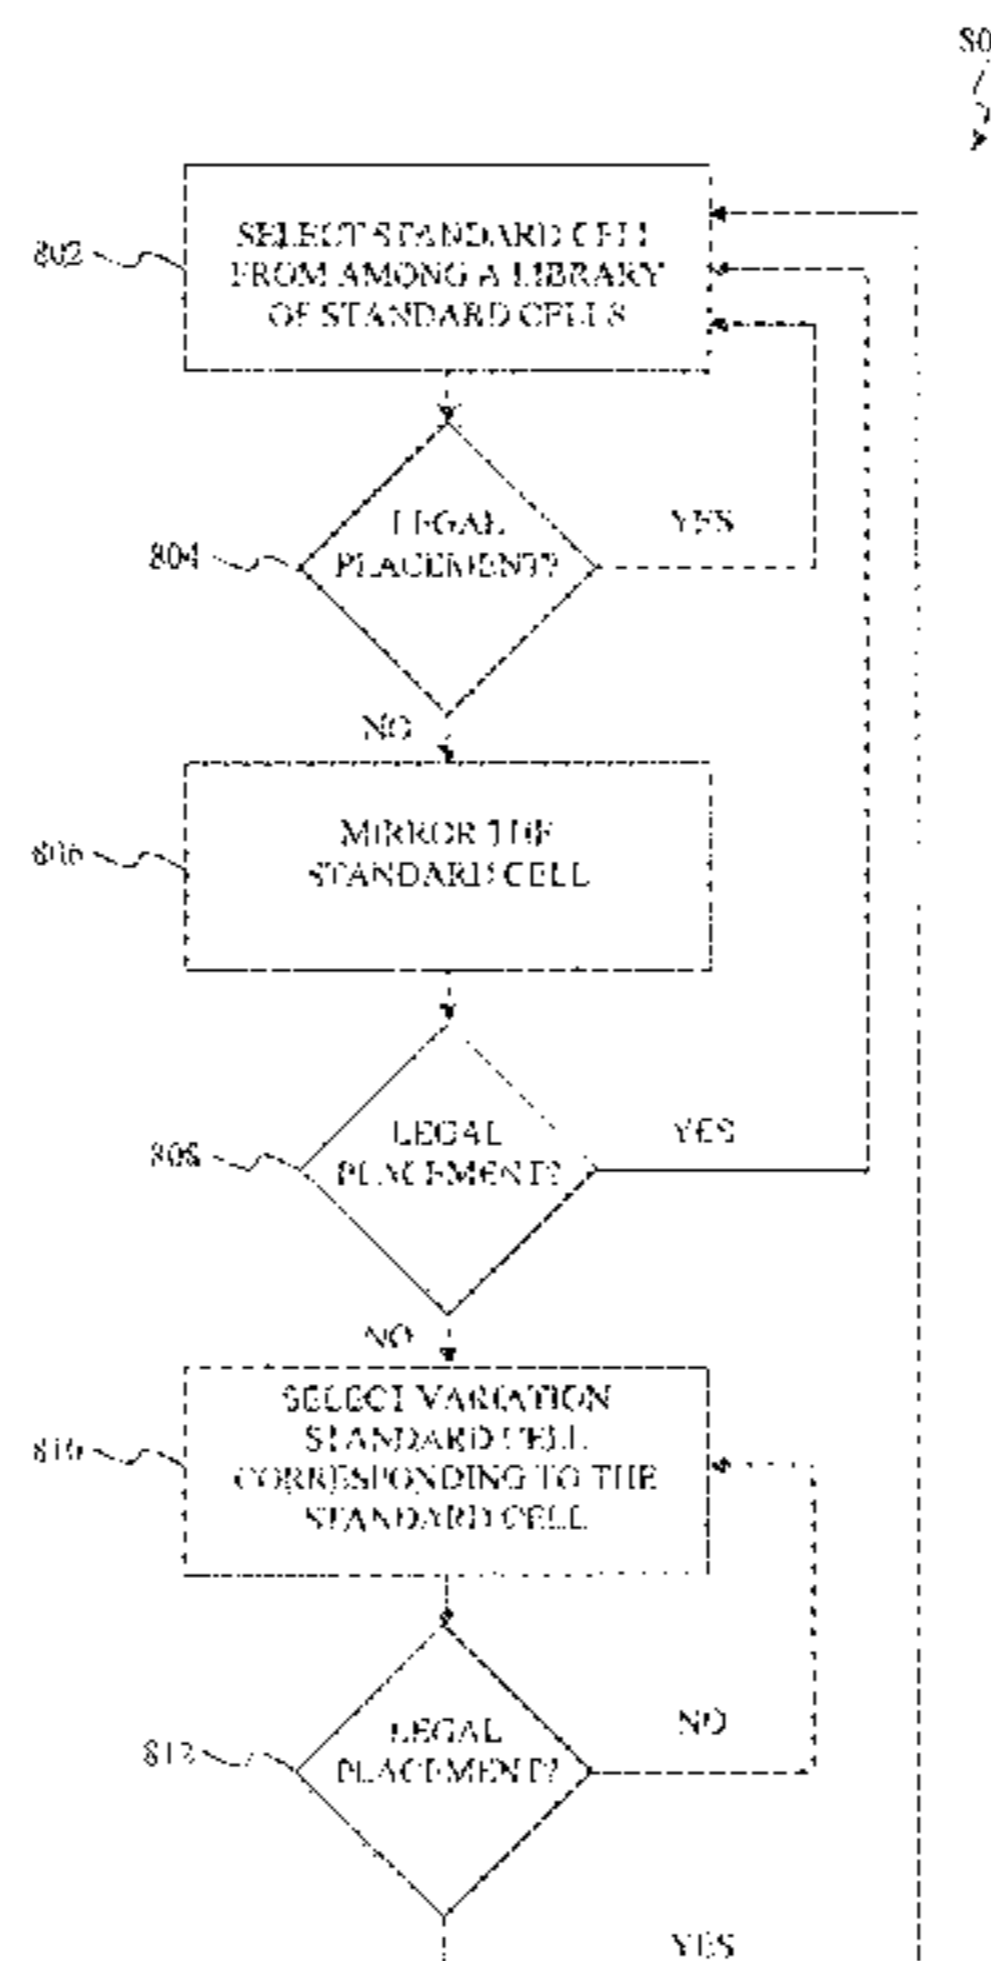 80
802
SELECT STANDARD CELL
FROM AMONG A LIBRARY
OF STANDARD CELLS
804
LEGAL
PLACEMENT?
YES
NO
806
MIRROR THE
STANDARD CELL
808
LEGAL
PLACEMENT?
YES
NO
810
SELECT VARIATION
STANDARD CELL
CORRESPONDING TO THE
STANDARD CELL
812
LEGAL
PLACEMENT?
NO
YES